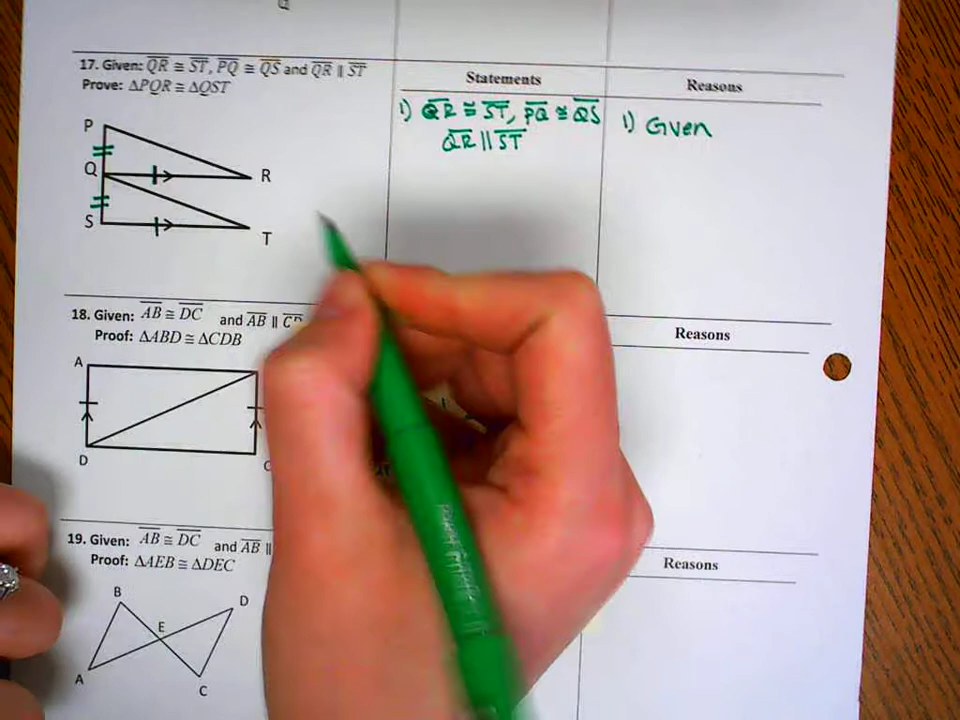 17. Given: QR ≅ ST, PQ ≅ QS and QR ∥ ST
Prove: ΔPQR ≅ ΔQST
Statements
Reasons
1) QR ≅ ST, PQ ≅ QS
QR ∥ ST
1) Given
P
Q
R
S
T
18. Given: AB ≅ DC and AB ∥
Proof: ΔABD ≅ ΔCDB
Reasons
A
D
19. Given: AB ≅ DC and AB ∥
Proof: ΔAEB ≅ ΔDEC
Reasons
B
D
E
A
C